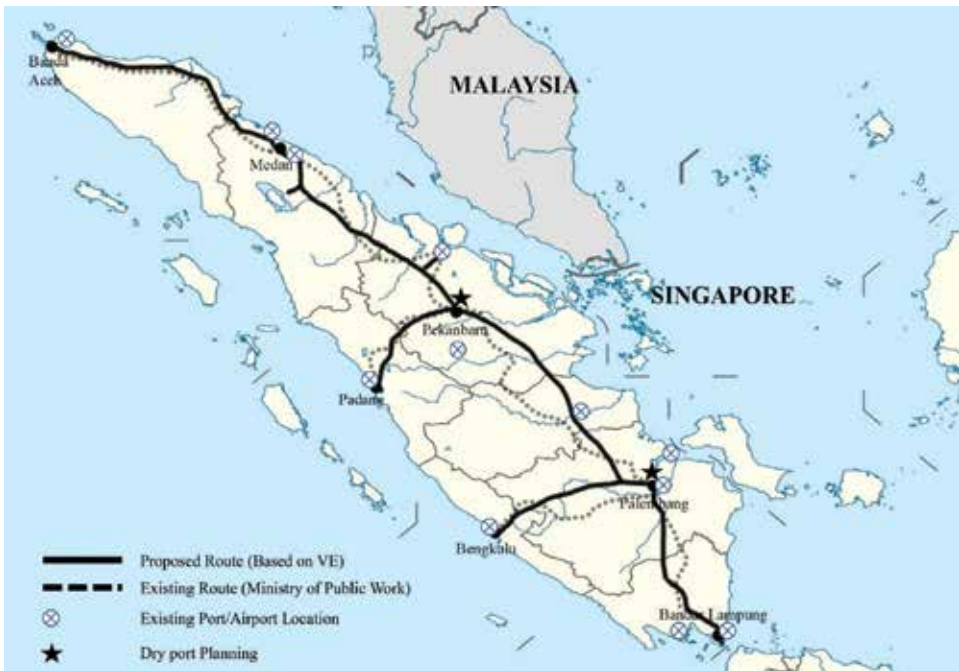 MALAYSIA
Banda
Aceh
Medan
SINGAPORE
Pekanbaru
Padang
Palembang
Bengkulu
Bandar Lampung
Proposed Route (Based on VE)
Existing Route (Ministry of Public Work)
Existing Port/Airport Location
Dry port Planning